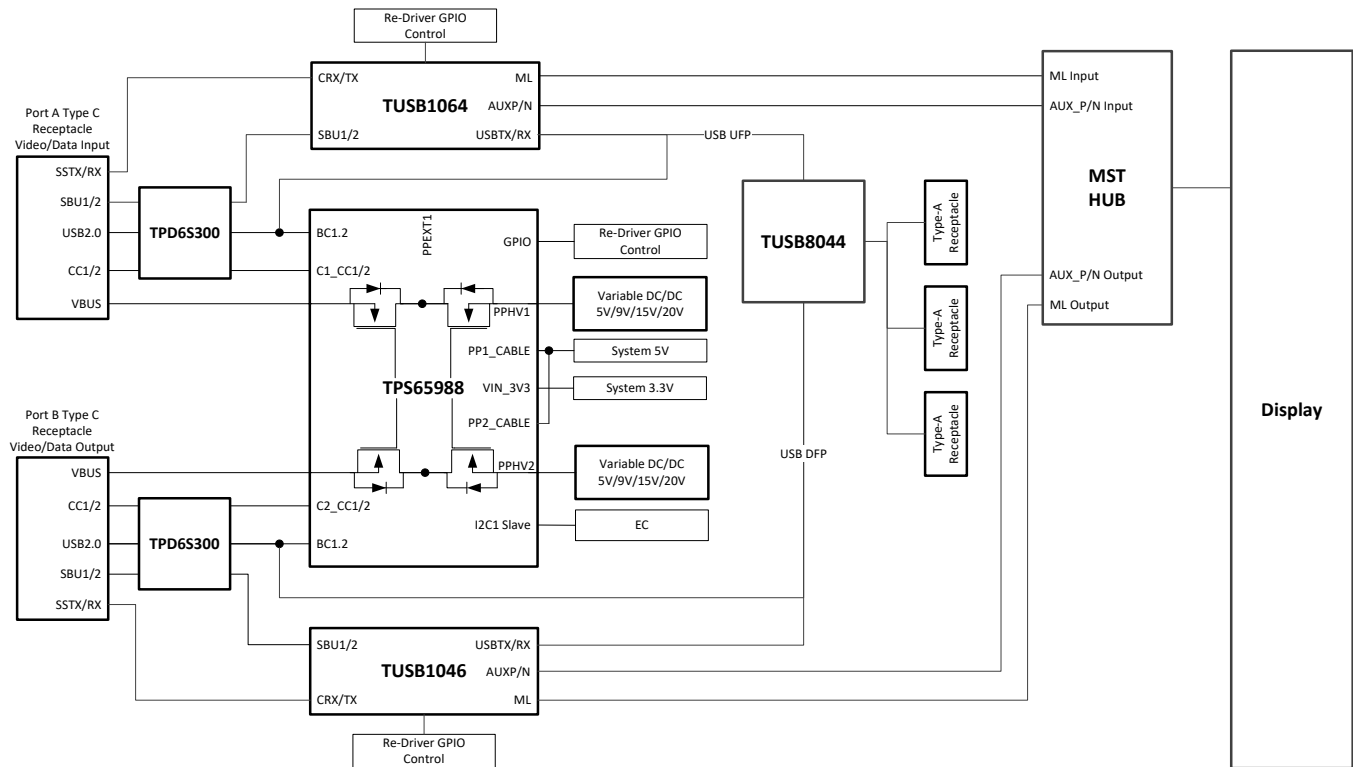 Re-Driver GPIO
Control
CRX/TX
ML
TUSB1064
AUXP/N
SBU1/2
USBTX/RX
Port A Type C
Receptacle
Video/Data Input
SSTX/RX
SBU1/2
USB2.0
CC1/2
VBUS
TPD6S300
BC1.2
C1_CC1/2
PPEXT1
GPIO
PPHV1
PP1_CABLE
TPS65988
VIN_3V3
PP2_CABLE
PPHV2
C2_CC1/2
I2C1 Slave
BC1.2
Re-Driver GPIO
Control
Variable DC/DC
5V/9V/15V/20V
System 5V
System 3.3V
Variable DC/DC
5V/9V/15V/20V
EC
USB UFP
TUSB8044
USB DFP
Type-A
Receptacle
Type-A
Receptacle
Type-A
Receptacle
ML Input
AUX_P/N Input
MST
HUB
AUX_P/N Output
ML Output
Display
Port B Type C
Receptacle
Video/Data Output
VBUS
CC1/2
USB2.0
SBU1/2
SSTX/RX
TPD6S300
SBU1/2
USBTX/RX
TUSB1046
AUXP/N
CRX/TX
ML
Re-Driver GPIO
Control